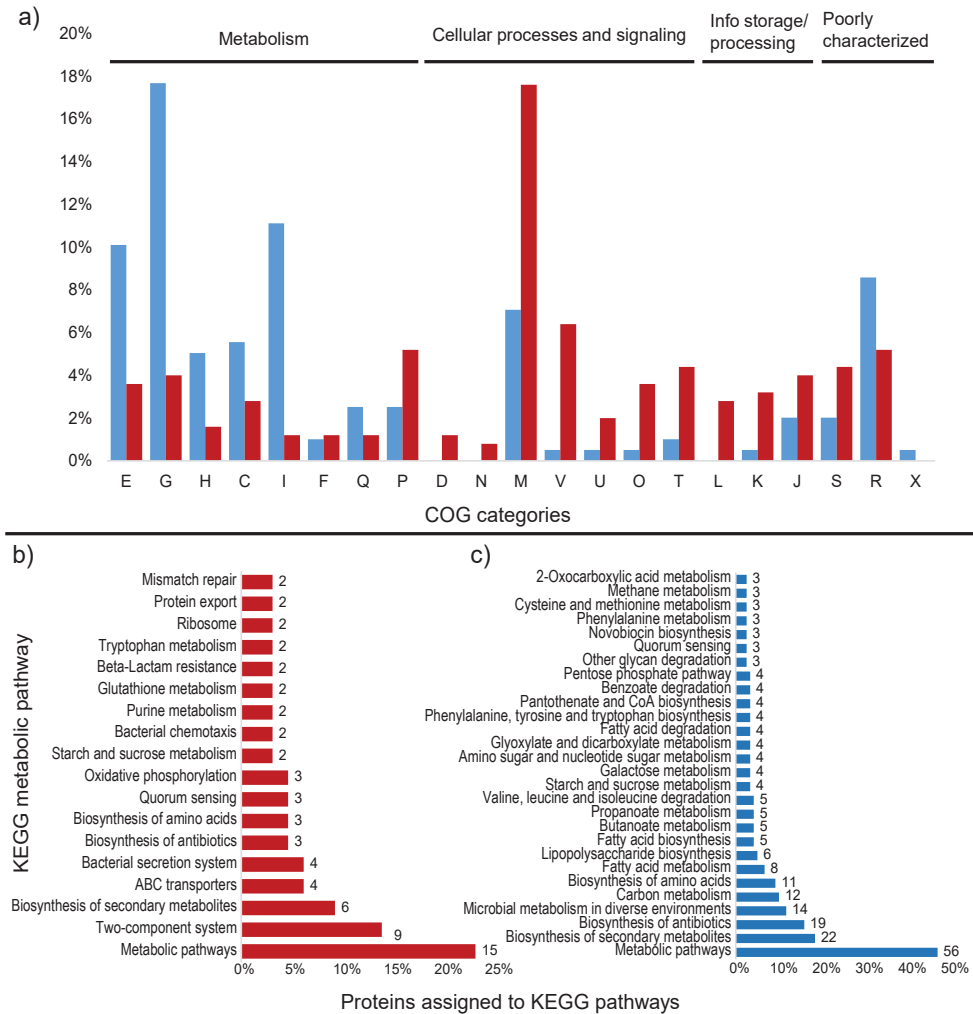 a)
20%
18%
16%
14%
12%
10%
8%
6%
4%
2%
0%
Metabolism
Cellular processes and signaling
Info storage/
processing
Poorly
characterized
E G H C I F Q P D N M V U O T L K J S R X
COG categories
b)
KEGG metabolic pathway
Mismatch repair 2
Protein export 2
Ribosome 2
Tryptophan metabolism 2
Beta-Lactam resistance 2
Glutathione metabolism 2
Purine metabolism 2
Bacterial chemotaxis 2
Starch and sucrose metabolism 2
Oxidative phosphorylation 3
Quorum sensing 3
Biosynthesis of amino acids 3
Biosynthesis of antibiotics 3
Bacterial secretion system 4
ABC transporters 4
Biosynthesis of secondary metabolites 6
Two-component system 9
Metabolic pathways 15
0% 5% 10% 15% 20% 25%
c)
2-Oxocarboxylic acid metabolism 3
Methane metabolism 3
Cysteine and methionine metabolism 3
Phenylalanine metabolism 3
Novobiocin biosynthesis 3
Quorum sensing 3
Other glycan degradation 3
Pentose phosphate pathway 4
Benzoate degradation 4
Pantothenate and CoA biosynthesis 4
Phenylalanine, tyrosine and tryptophan biosynthesis 4
Fatty acid degradation 4
Glyoxylate and dicarboxylate metabolism 4
Amino sugar and nucleotide sugar metabolism 4
Galactose metabolism 4
Starch and sucrose metabolism 4
Valine, leucine and isoleucine degradation 5
Propanoate metabolism 5
Butanoate metabolism 5
Fatty acid biosynthesis 5
Lipopolysaccharide biosynthesis 6
Fatty acid metabolism 8
Biosynthesis of amino acids 11
Carbon metabolism 12
Microbial metabolism in diverse environments 14
Biosynthesis of antibiotics 19
Biosynthesis of secondary metabolites 22
Metabolic pathways 56
0% 10% 20% 30% 40% 50%
Proteins assigned to KEGG pathways